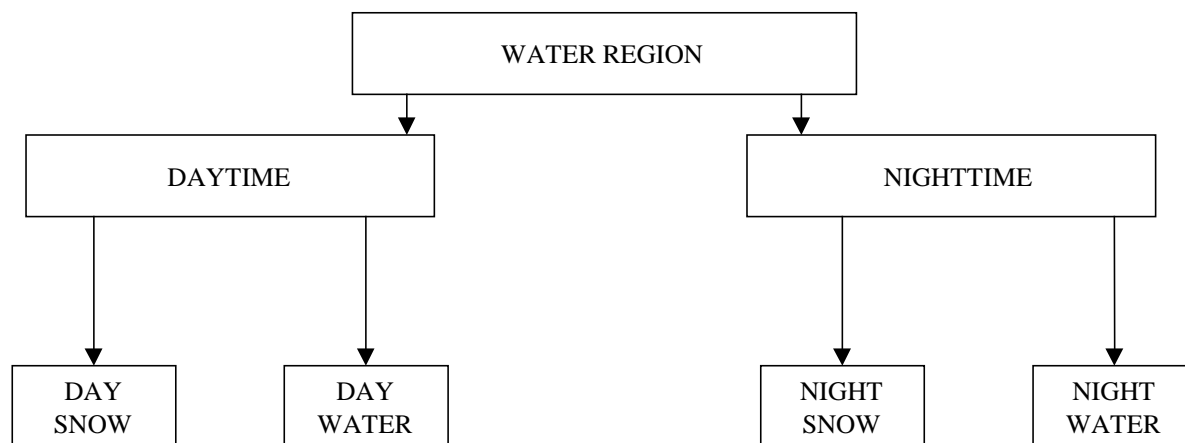 WATER REGION
DAYTIME
NIGHTTIME
DAY
SNOW
DAY
WATER
NIGHT
SNOW
NIGHT
WATER